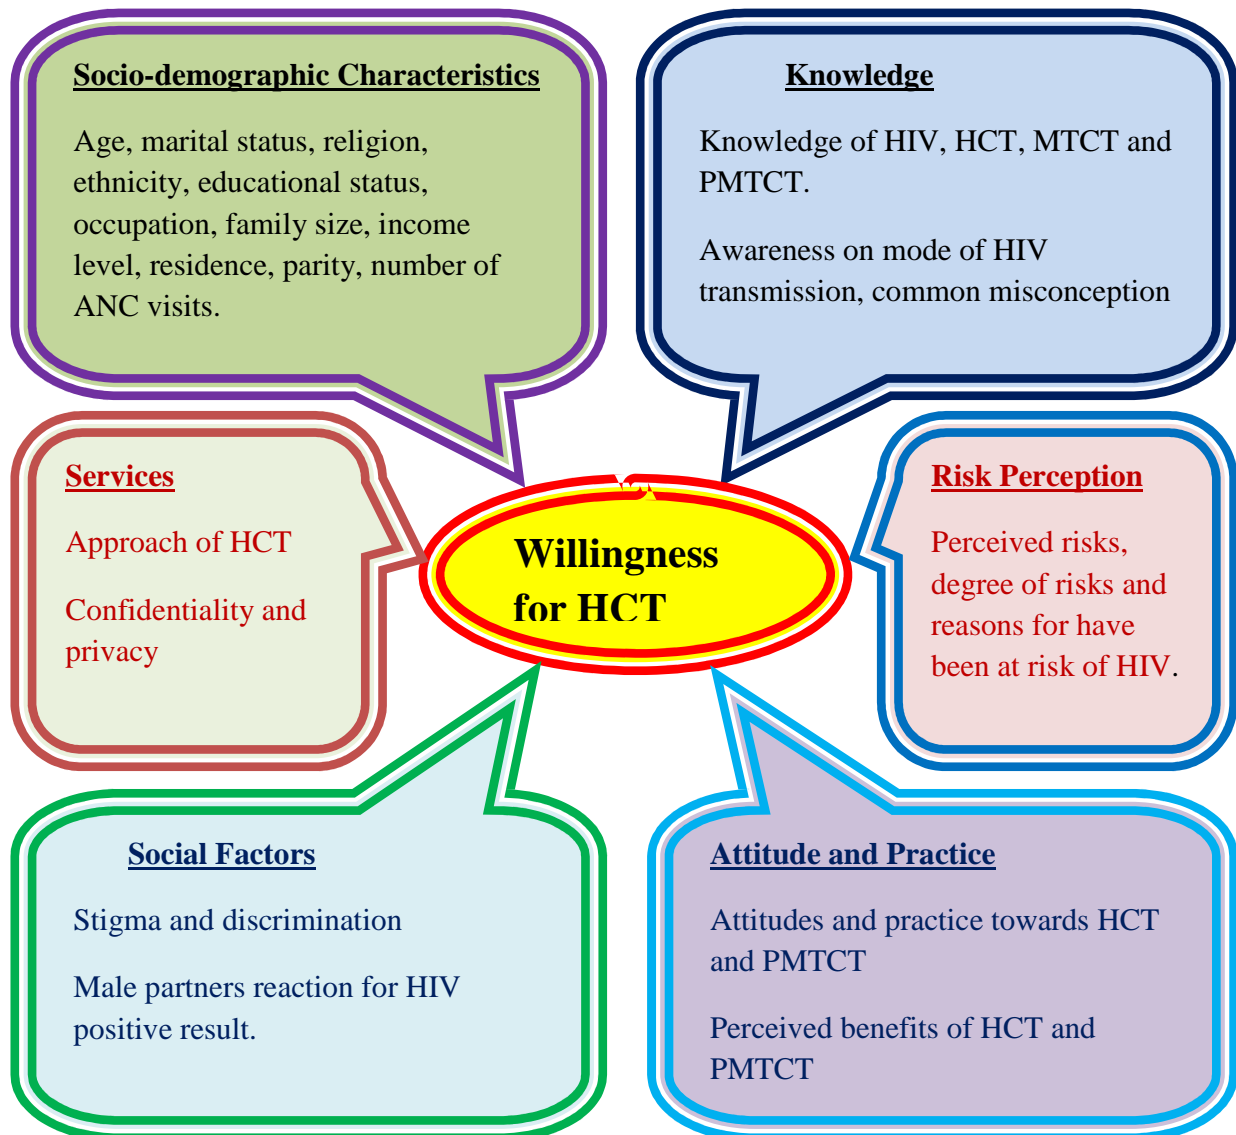 Socio-demographic Characteristics
Age, marital status, religion,
ethnicity, educational status,
occupation, family size, income
level, residence, parity, number of
ANC visits.
Knowledge
Knowledge of HIV, HCT, MTCT and
PMTCT.
Awareness on mode of HIV
transmission, common misconception
Services
Approach of HCT
Confidentiality and
privacy
Willingness
for HCT
Risk Perception
Perceived risks,
degree of risks and
reasons for have
been at risk of HIV.
Social Factors
Stigma and discrimination
Male partners reaction for HIV
positive result.
Attitude and Practice
Attitudes and practice towards HCT
and PMTCT
Perceived benefits of HCT and
PMTCT